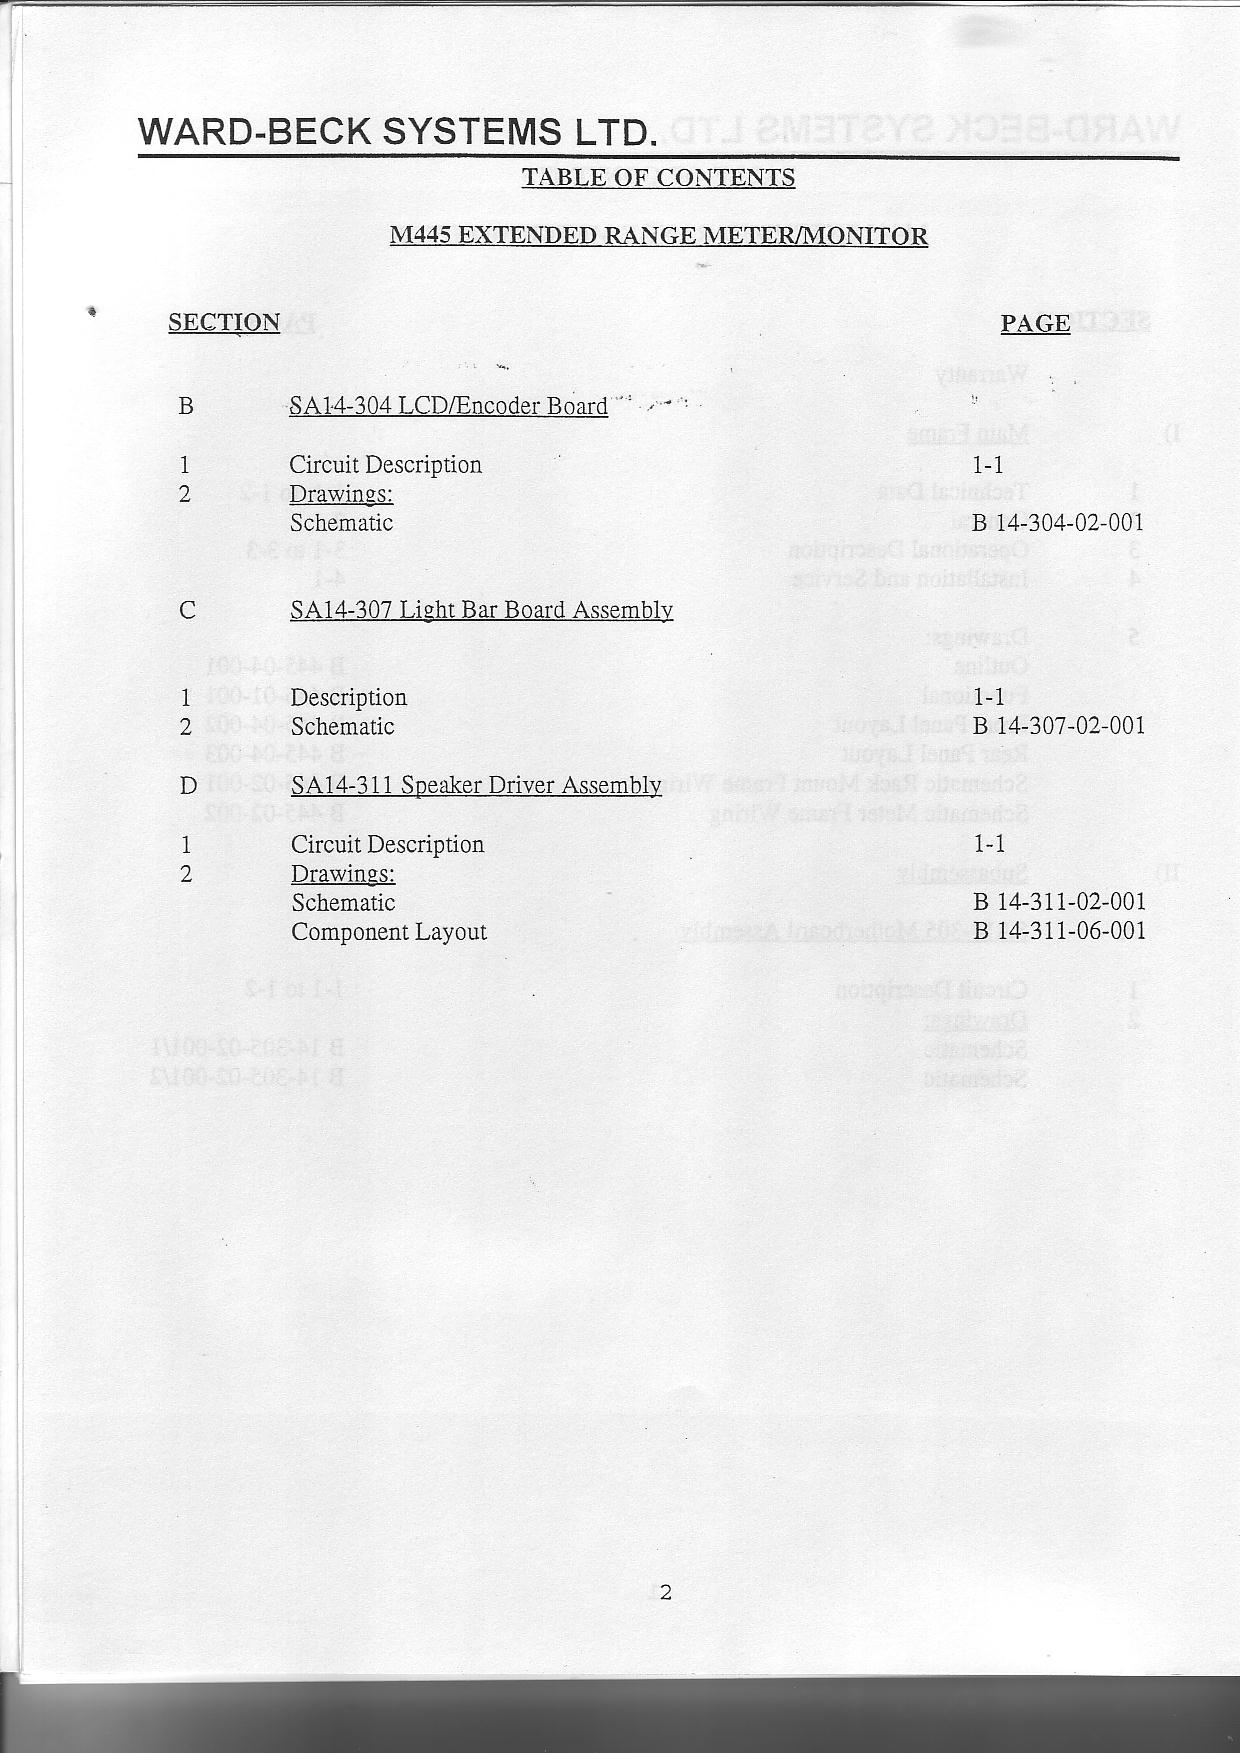 WARD-BECK SYSTEMS LTD.
TABLE OF CONTENTS
M445 EXTENDED RANGE METER/MONITOR
SECTION PAGE
B SA14-304 LCD/Encoder Board
1 Circuit Description 1-1
2 Drawings:
Schematic B 14-304-02-001
C SA14-307 Light Bar Board Assembly
1 Description 1-1
2 Schematic B 14-307-02-001
D SA14-311 Speaker Driver Assembly
1 Circuit Description 1-1
2 Drawings:
Schematic B 14-311-02-001
Component Layout B 14-311-06-001
2